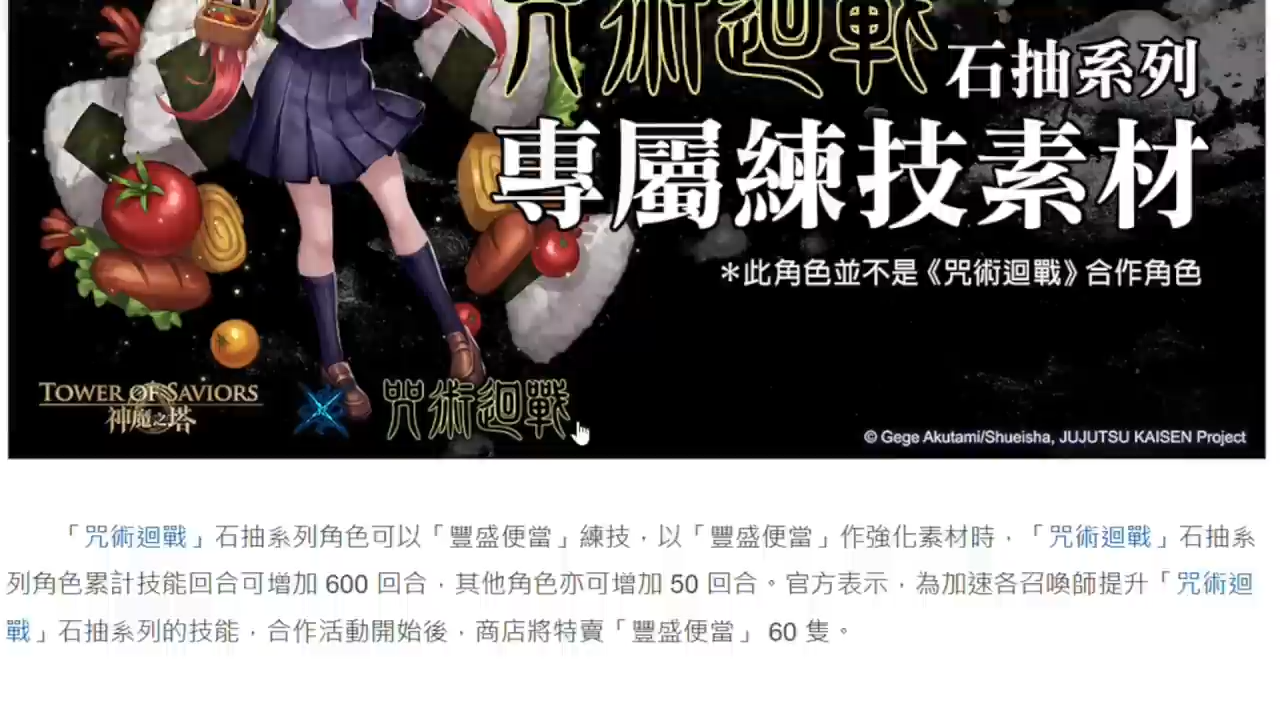 咒術迴戰
石抽系列
專屬練技素材
＊此角色並不是《咒術迴戰》合作角色
TOWER OF SAVIORS
神魔之塔
咒術迴戰
© Gege Akutami/Shueisha, JUJUTSU KAISEN Project
「咒術迴戰」石抽系列角色可以「豐盛便當」練技，以「豐盛便當」作強化素材時，「咒術迴戰」石抽系
列角色累計技能回合可增加 600 回合，其他角色亦可增加 50 回合。官方表示，為加速各召喚師提升「咒術迴
戰」石抽系列的技能，合作活動開始後，商店將特賣「豐盛便當」 60 隻。